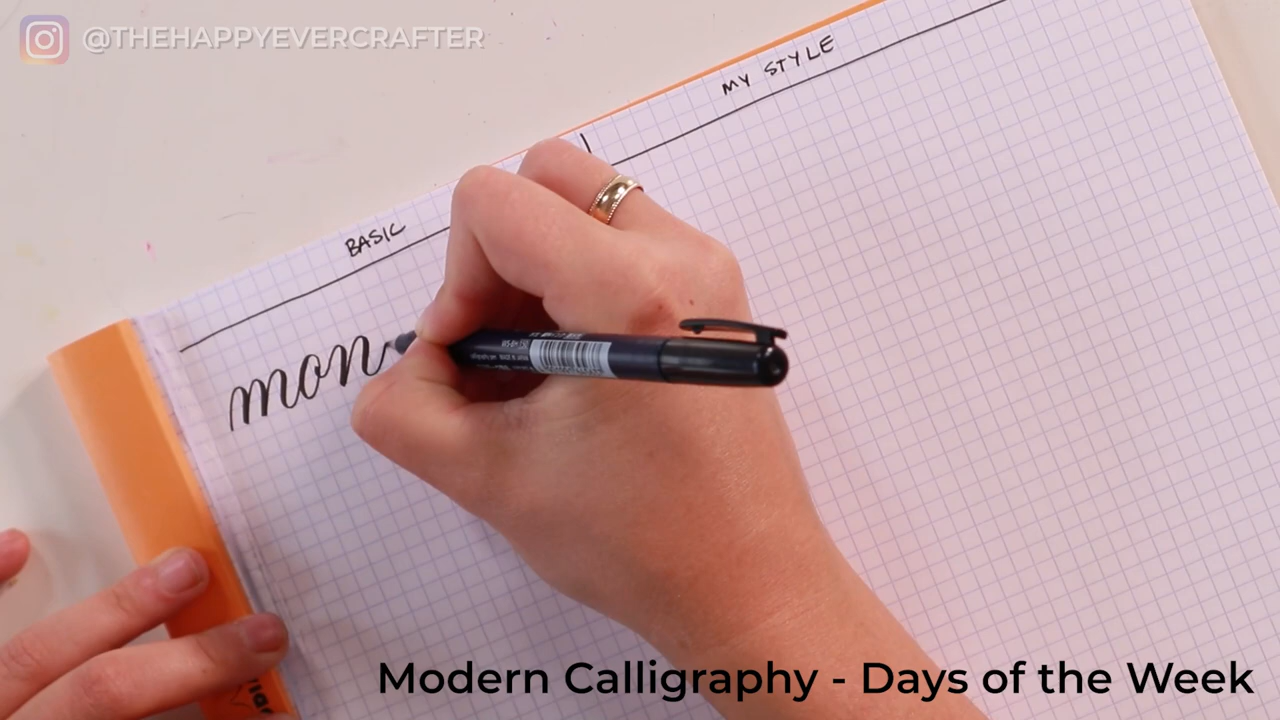 @THEHAPPYEVERCRAFTER
MY STYLE
BASIC
mon
Modern Calligraphy - Days of the Week